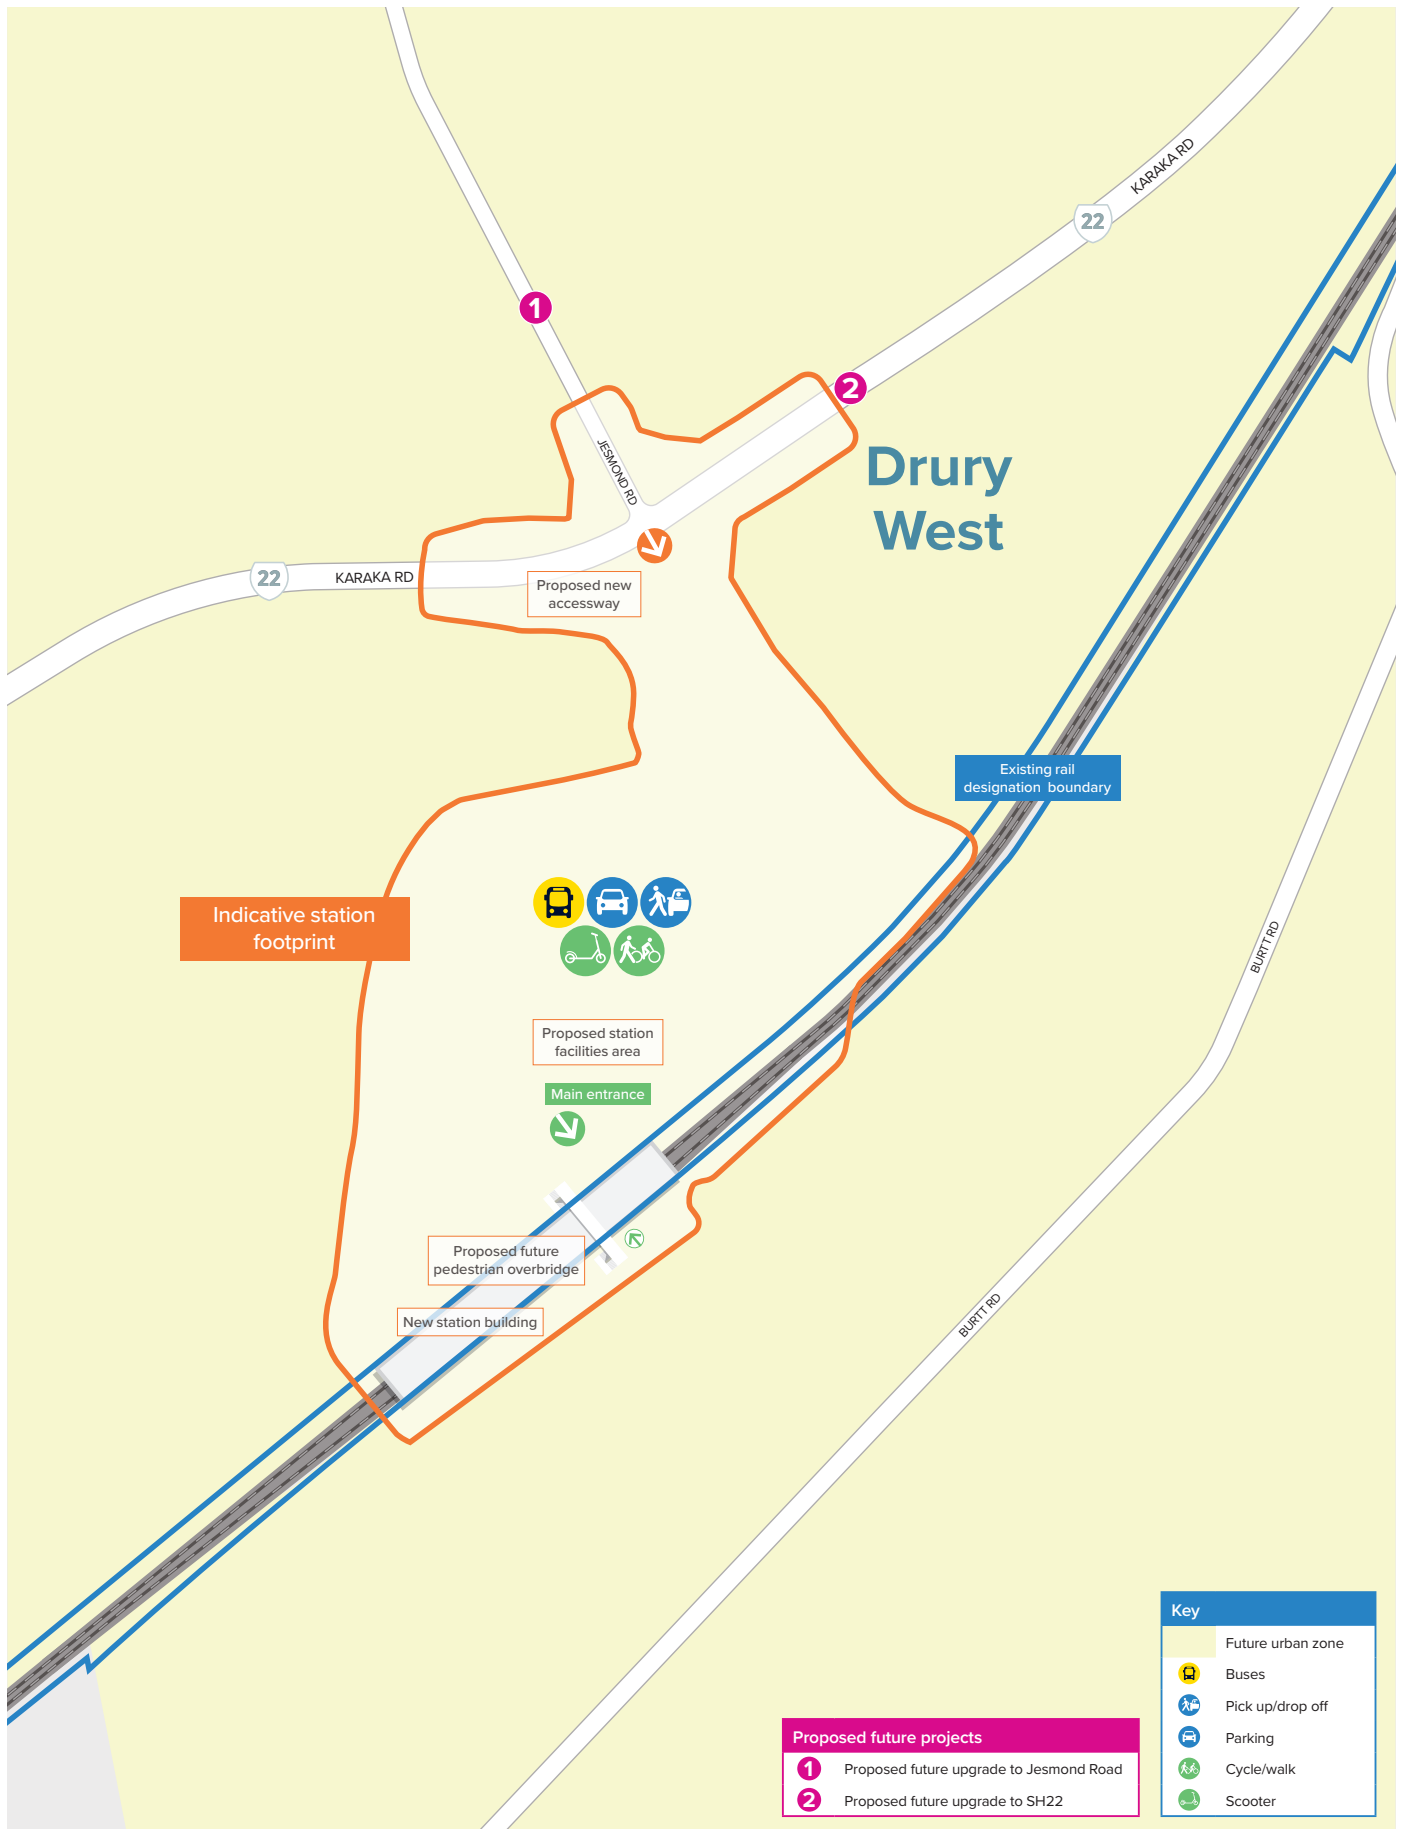 KARAKA RD
22
1
2
JESMOND RD
Drury
West
22
KARAKA RD
Proposed new
accessway
Existing rail
designation boundary
Indicative station
footprint
BURTT RD
Proposed station
facilities area
Main entrance
Proposed future
pedestrian overbridge
New station building
BURTT RD
Key
Future urban zone
Buses
Pick up/drop off
Parking
Cycle/walk
Scooter
Proposed future projects
1 Proposed future upgrade to Jesmond Road
2 Proposed future upgrade to SH22